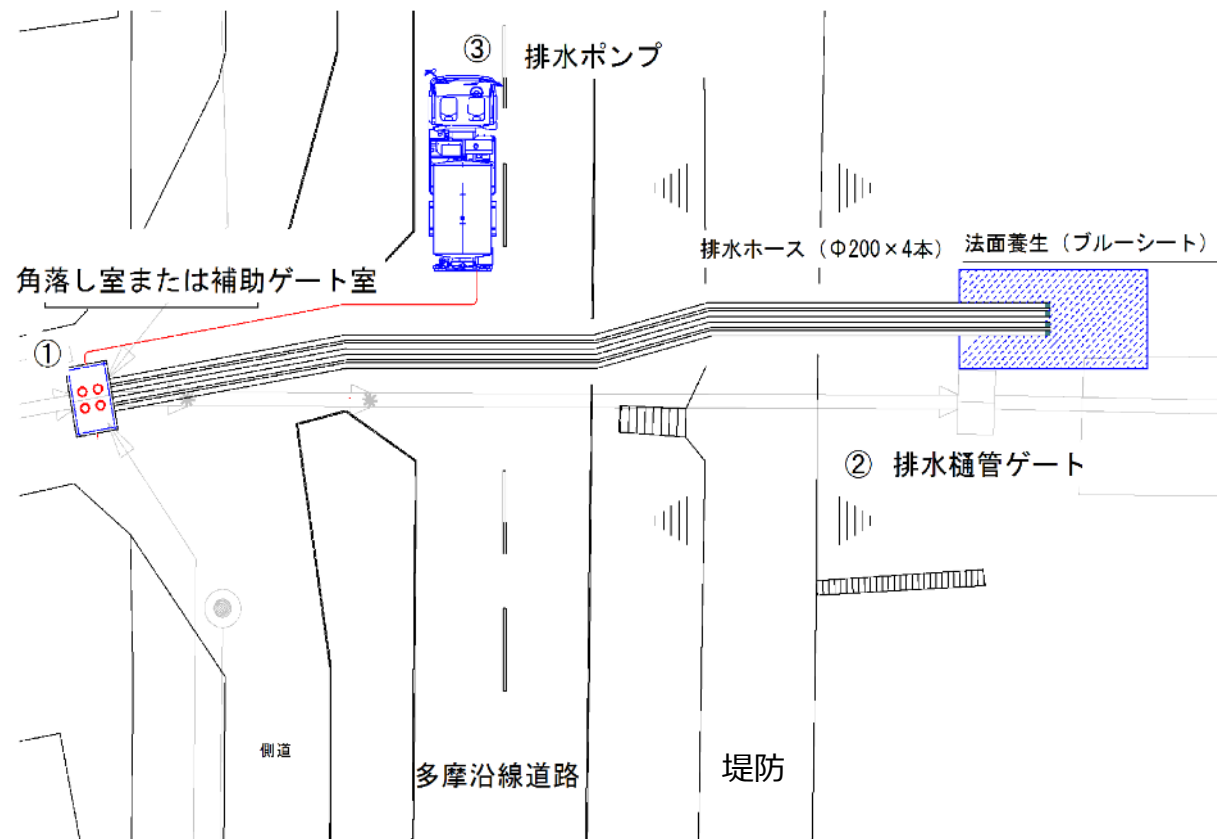 ③ 排水ポンプ
排水ホース（Φ200×4本）
法面養生（ブルーシート）
角落し室または補助ゲート室
①
② 排水樋管ゲート
側道
多摩沿線道路
堤防